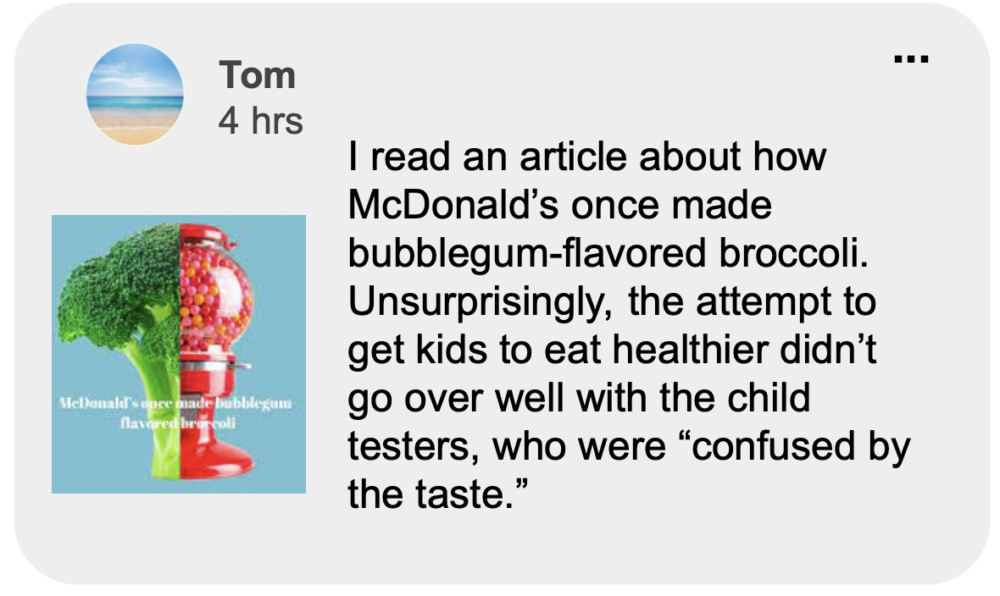 Tom
4 hrs
...
I read an article about how
McDonald’s once made
bubblegum-flavored broccoli.
Unsurprisingly, the attempt to
get kids to eat healthier didn’t
go over well with the child
testers, who were “confused by
the taste.”
McDonald's once made bubblegum
flavored broccoli